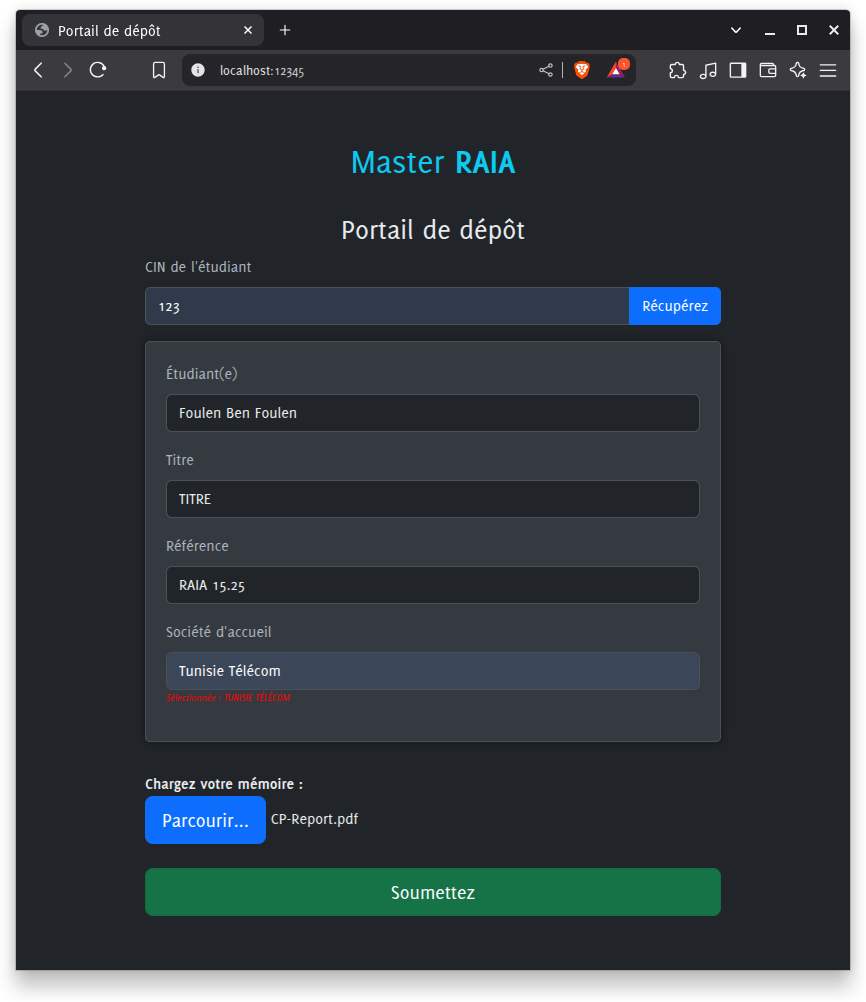 Portail de dépôt
localhost:12345
1
Master RAIA
Portail de dépôt
CIN de l'étudiant
123
Récupérez
Étudiant(e)
Foulen Ben Foulen
Titre
TITRE
Référence
RAIA 15.25
Société d'accueil
Tunisie Télécom
Sélectionnée : TUNISIE TÉLÉCOM
Chargez votre mémoire :
Parcourir... CP-Report.pdf
Soumettez